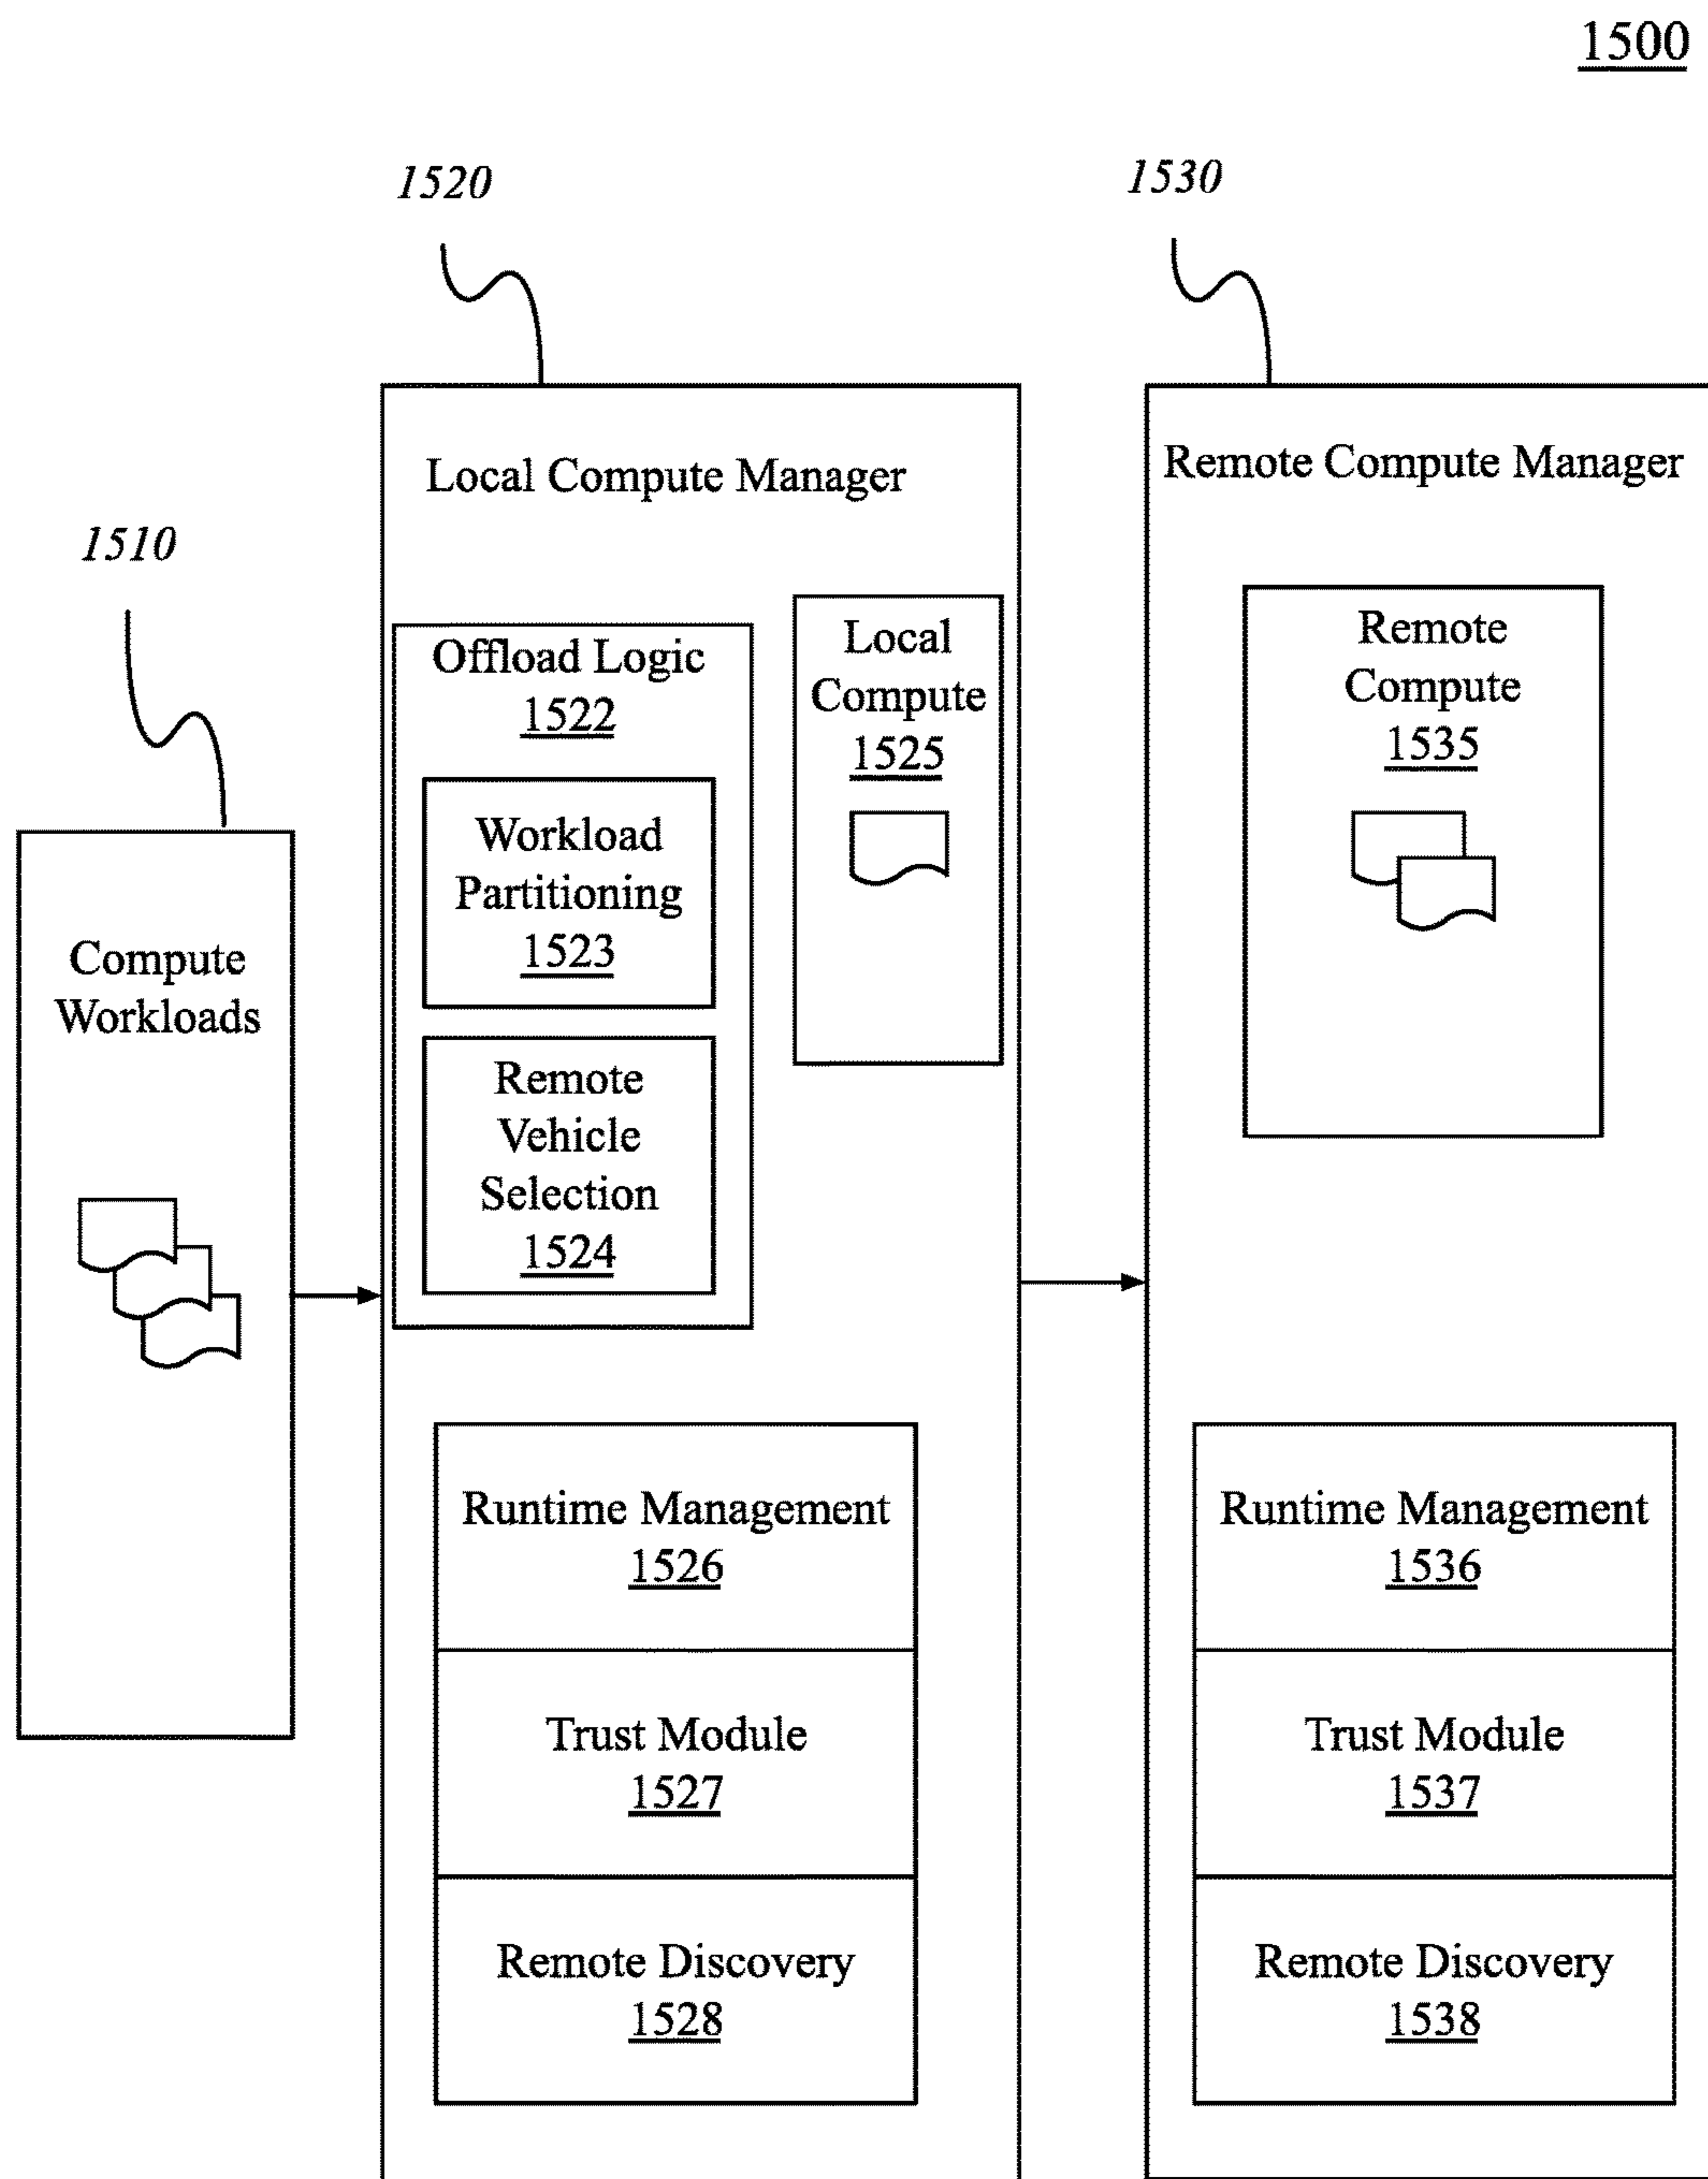 1500
1520
1530
Local Compute Manager
Remote Compute Manager
1510
Offload Logic
1522
Local
Compute
1525
Remote
Compute
1535
Workload
Partitioning
1523
Compute
Workloads
Remote
Vehicle
Selection
1524
Runtime Management
1526
Runtime Management
1536
Trust Module
1527
Trust Module
1537
Remote Discovery
1528
Remote Discovery
1538